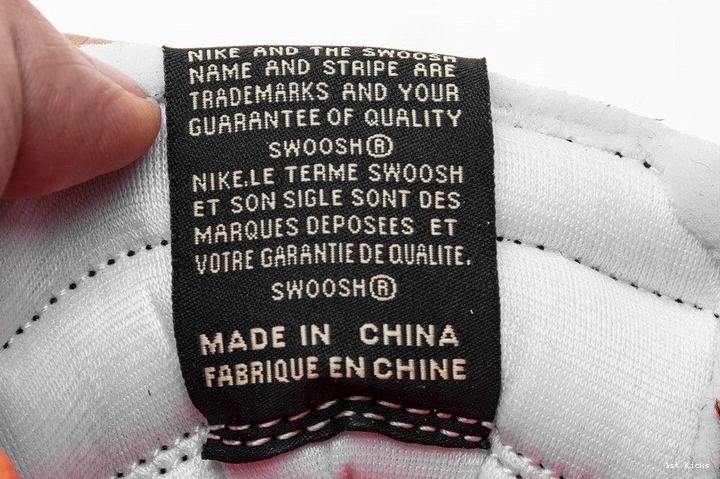 NIKE AND THE SWOOSH
NAME AND STRIPE ARE
TRADEMARKS AND YOUR
GUARANTEE OF QUALITY
SWOOSH®
NIKE.LE TERME SWOOSH
ET SON SIGLE SONT DES
MARQUES DEPOSEES ET
VOTRE GARANTIE DE QUALITE.
SWOOSH®
MADE IN CHINA
FABRIQUE EN CHINE
1st Kicks